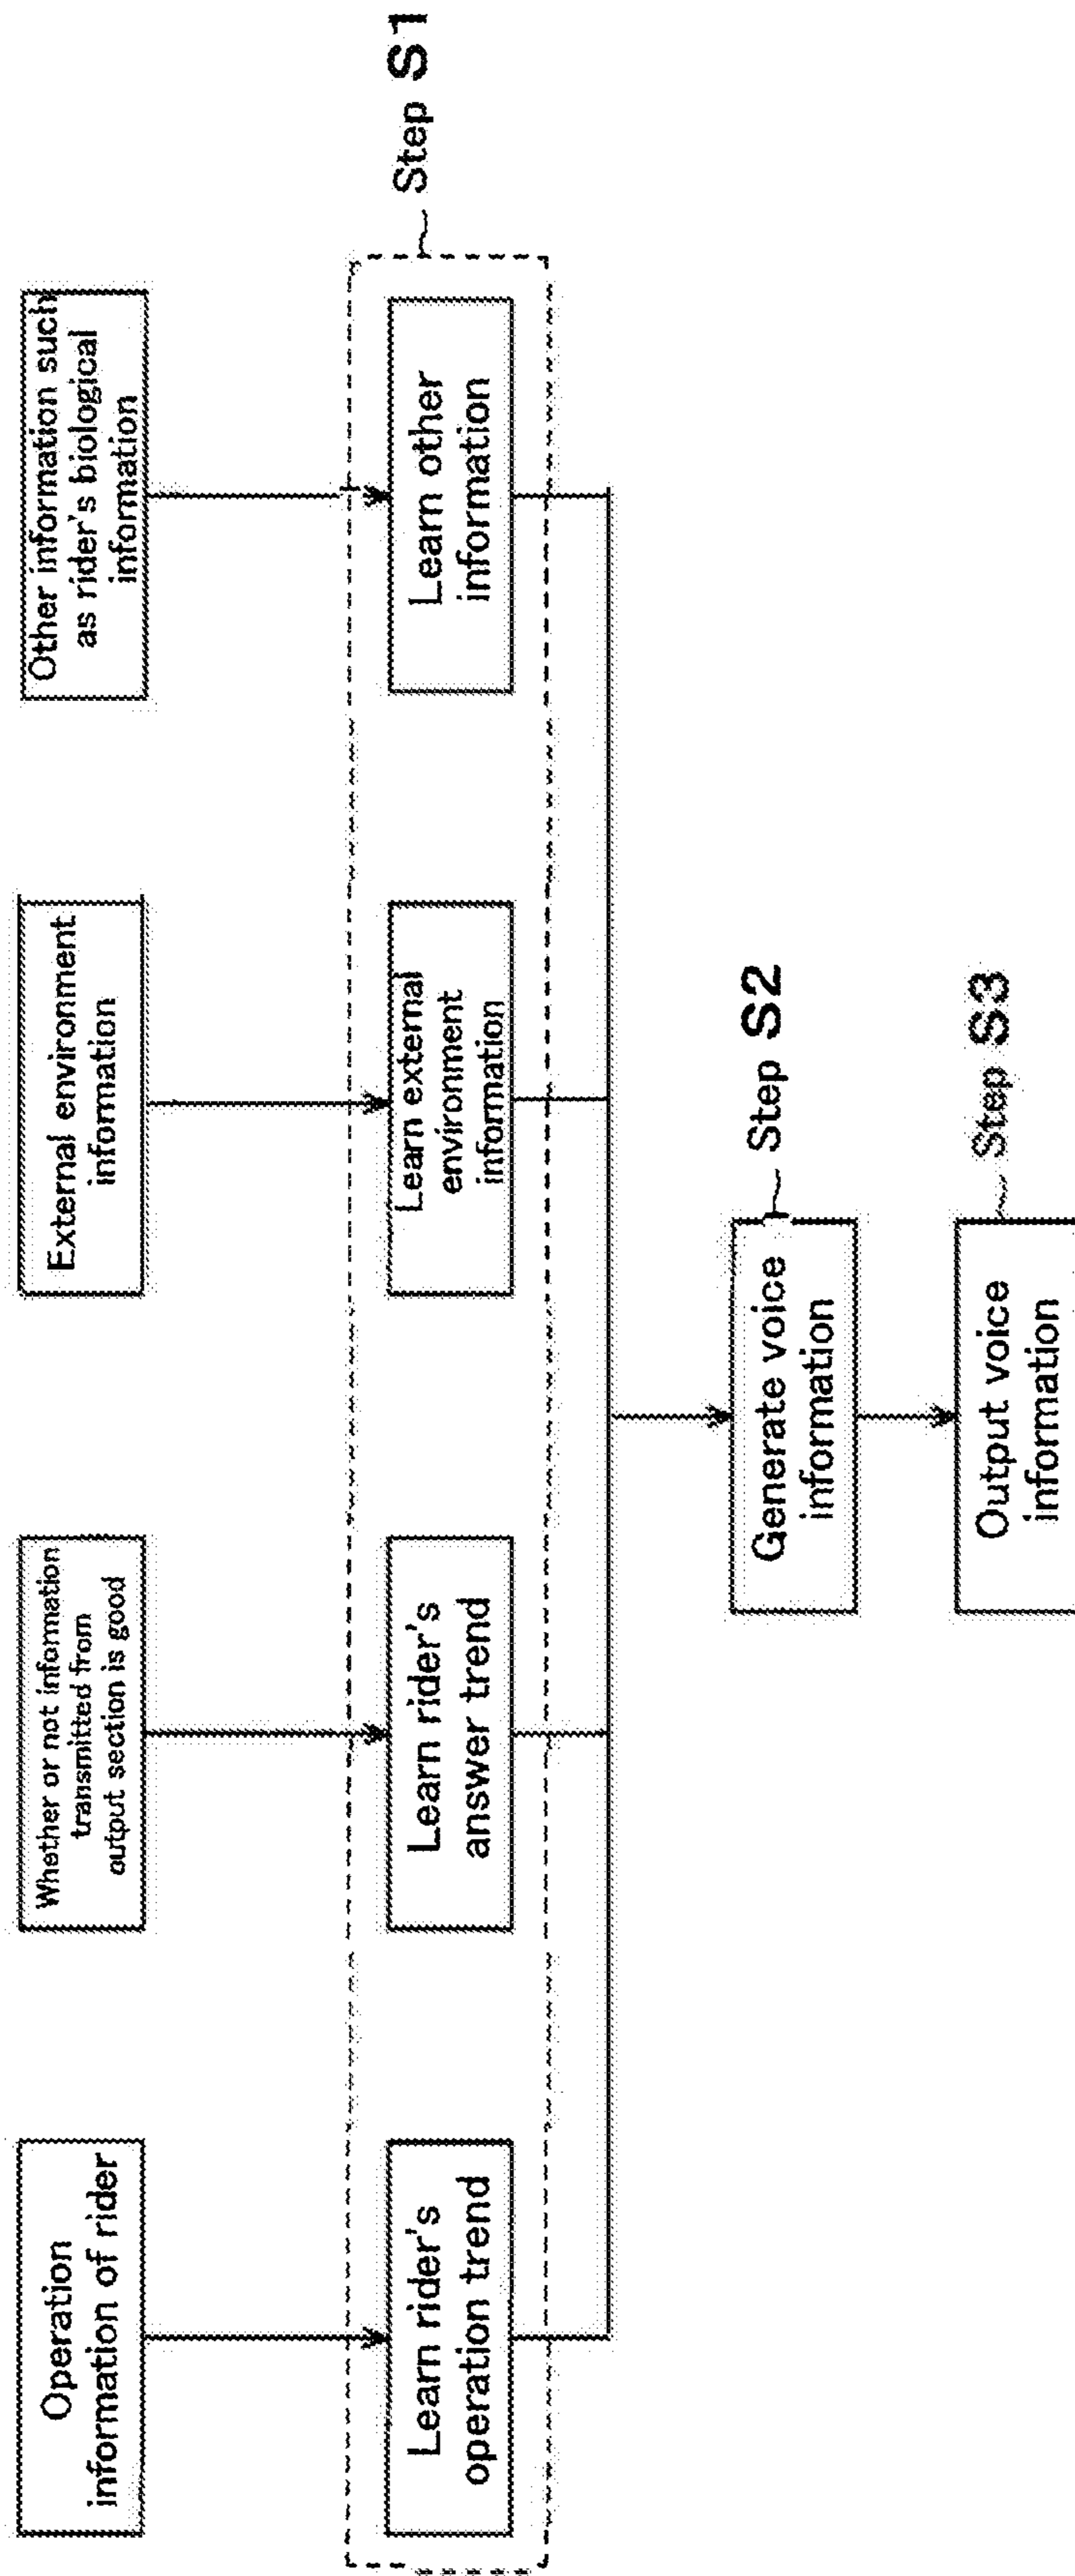 Operation
information of rider
Whether or not information
transmitted from
output section is good
External environment
information
Other information such
as rider's biological
information
Learn rider's
operation trend
Learn rider's
answer trend
Learn external
environment
information
Learn other
information
Step S1
Generate voice
information
Step S2
Output voice
information
Step S3